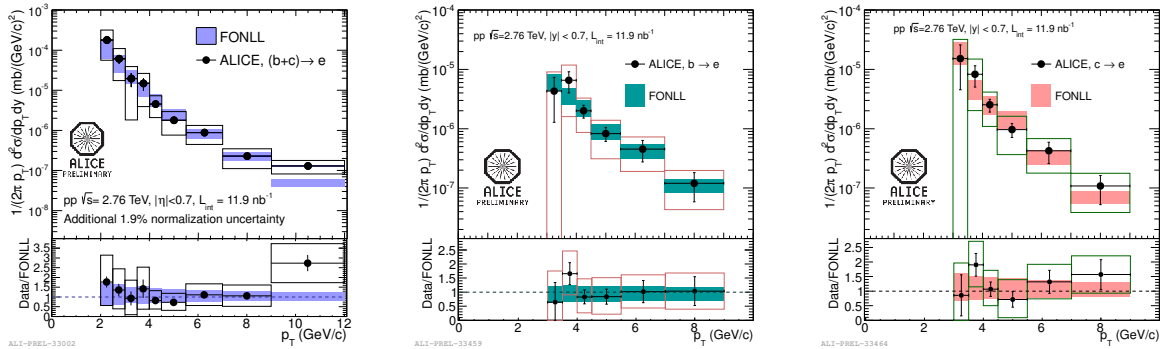 1/(2π p_T) d²σ/dp_Tdy (mb/(GeV/c)²)
10⁻³
10⁻⁴
10⁻⁵
10⁻⁶
10⁻⁷
10⁻⁸
FONLL
ALICE, (b+c)→ e
ALICE
PRELIMINARY
pp √s= 2.76 TeV, |η|<0.7, L_int = 11.9 nb⁻¹
Additional 1.9% normalization uncertainty
Data/FONLL
3.5
2.5
1.5
1
0.5
0
0 2 4 6 8 10 12
p_T (GeV/c)
ALI-PREL-33002
1/(2π p_T) d²σ/dp_Tdy (mb/(GeV/c)²)
10⁻⁴
10⁻⁵
10⁻⁶
10⁻⁷
pp √s=2.76 TeV, |y| < 0.7, L_int = 11.9 nb⁻¹
ALICE, b → e
FONLL
ALICE
PRELIMINARY
Data/FONLL
2.5
2
1.5
1
0.5
0
0 2 4 6 8 10
p_T (GeV/c)
ALI-PREL-33459
1/(2π p_T) d²σ/dp_Tdy (mb/(GeV/c)²)
10⁻⁴
10⁻⁵
10⁻⁶
10⁻⁷
pp √s=2.76 TeV, |y| < 0.7, L_int = 11.9 nb⁻¹
ALICE, c → e
FONLL
ALICE
PRELIMINARY
Data/FONLL
2.5
2
1.5
1
0.5
0
0 2 4 6 8 10
p_T (GeV/c)
ALI-PREL-33464